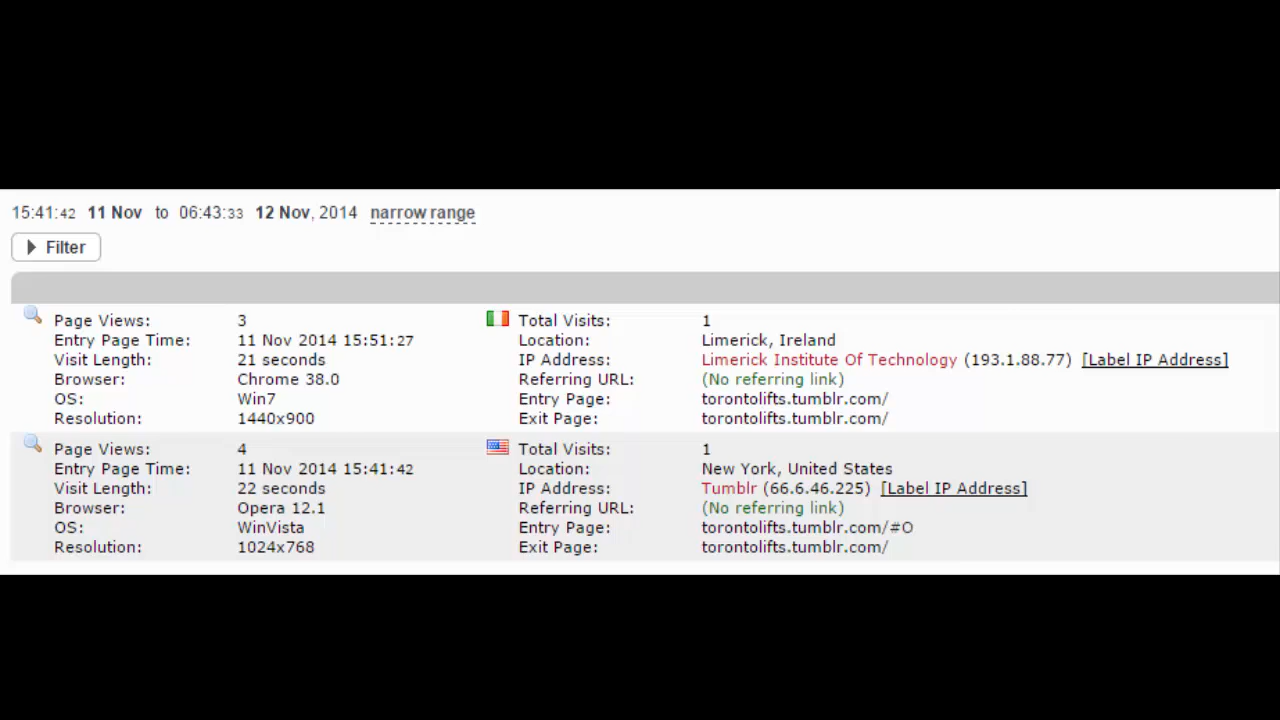 15:41:42 11 Nov to 06:43:33 12 Nov, 2014 narrow range
Filter
Page Views: 3 Total Visits: 1
Entry Page Time: 11 Nov 2014 15:51:27 Location: Limerick, Ireland
Visit Length: 21 seconds IP Address: Limerick Institute Of Technology (193.1.88.77) [Label IP Address]
Browser: Chrome 38.0 Referring URL: (No referring link)
OS: Win7 Entry Page: torontolifts.tumblr.com/
Resolution: 1440x900 Exit Page: torontolifts.tumblr.com/
Page Views: 4 Total Visits: 1
Entry Page Time: 11 Nov 2014 15:41:42 Location: New York, United States
Visit Length: 22 seconds IP Address: Tumblr (66.6.46.225) [Label IP Address]
Browser: Opera 12.1 Referring URL: (No referring link)
OS: WinVista Entry Page: torontolifts.tumblr.com/#O
Resolution: 1024x768 Exit Page: torontolifts.tumblr.com/